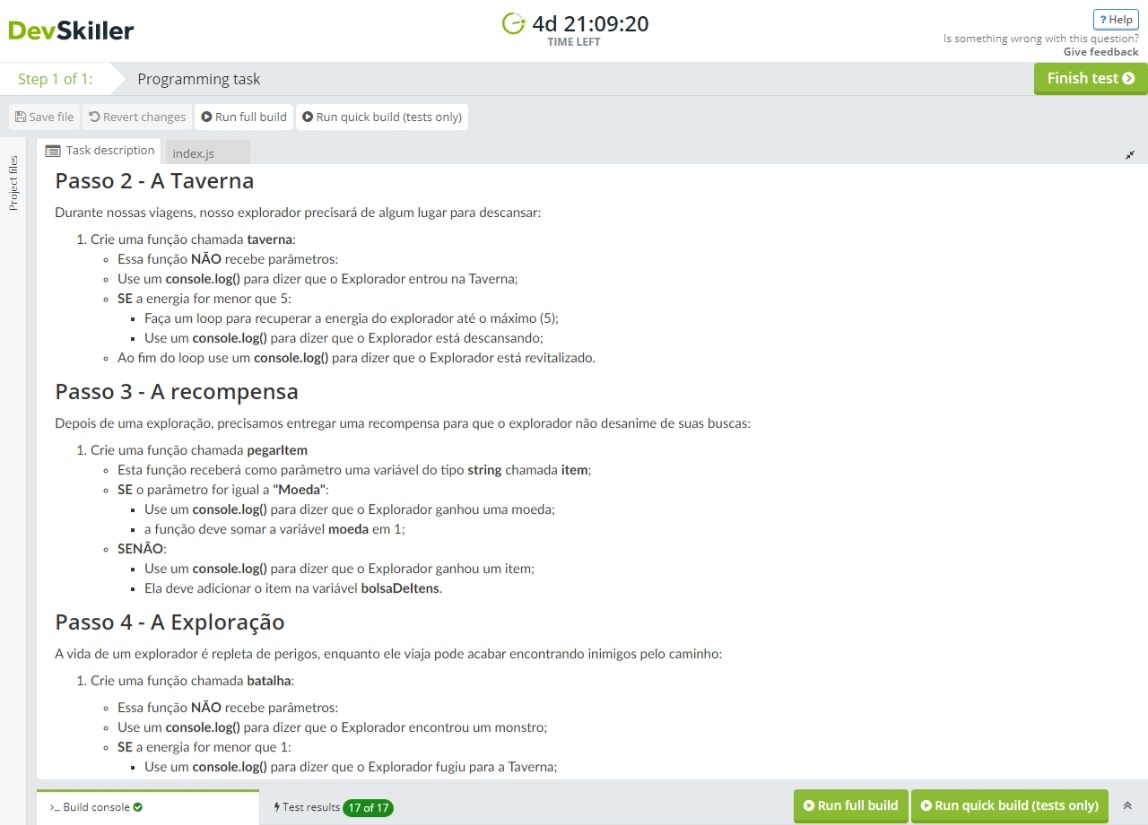 DevSkiller
4d 21:09:20
TIME LEFT
? Help
Is something wrong with this question?
Give feedback
Step 1 of 1:
Programming task
Finish test
Save file
Revert changes
Run full build
Run quick build (tests only)
Project files
Task description
index.js
Passo 2 - A Taverna
Durante nossas viagens, nosso explorador precisará de algum lugar para descansar:
1. Crie uma função chamada taverna:
Essa função NÃO recebe parâmetros:
Use um console.log() para dizer que o Explorador entrou na Taverna;
SE a energia for menor que 5:
Faça um loop para recuperar a energia do explorador até o máximo (5);
Use um console.log() para dizer que o Explorador está descansando;
Ao fim do loop use um console.log() para dizer que o Explorador está revitalizado.
Passo 3 - A recompensa
Depois de uma exploração, precisamos entregar uma recompensa para que o explorador não desanime de suas buscas:
1. Crie uma função chamada pegarItem
Esta função receberá como parâmetro uma variável do tipo string chamada item;
SE o parâmetro for igual a "Moeda":
Use um console.log() para dizer que o Explorador ganhou uma moeda;
a função deve somar a variável moeda em 1;
SENÃO:
Use um console.log() para dizer que o Explorador ganhou um item;
Ela deve adicionar o item na variável bolsaDeItens.
Passo 4 - A Exploração
A vida de um explorador é repleta de perigos, enquanto ele viaja pode acabar encontrando inimigos pelo caminho:
1. Crie uma função chamada batalha:
Essa função NÃO recebe parâmetros:
Use um console.log() para dizer que o Explorador encontrou um monstro;
SE a energia for menor que 1:
Use um console.log() para dizer que o Explorador fugiu para a Taverna;
>_ Build console
Test results 17 of 17
Run full build
Run quick build (tests only)